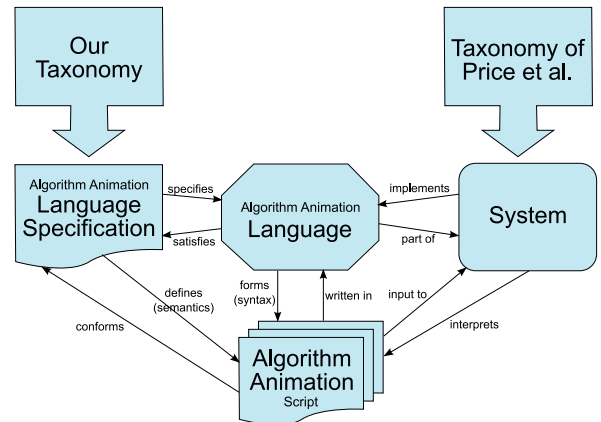 Our
Taxonomy
Taxonomy of
Price et al.
Algorithm Animation
Language
Specification
specifies
satisfies
Algorithm Animation
Language
implements
part of
System
defines
(semantics)
conforms
forms
(syntax)
written in
input to
interprets
Algorithm
Animation
Script